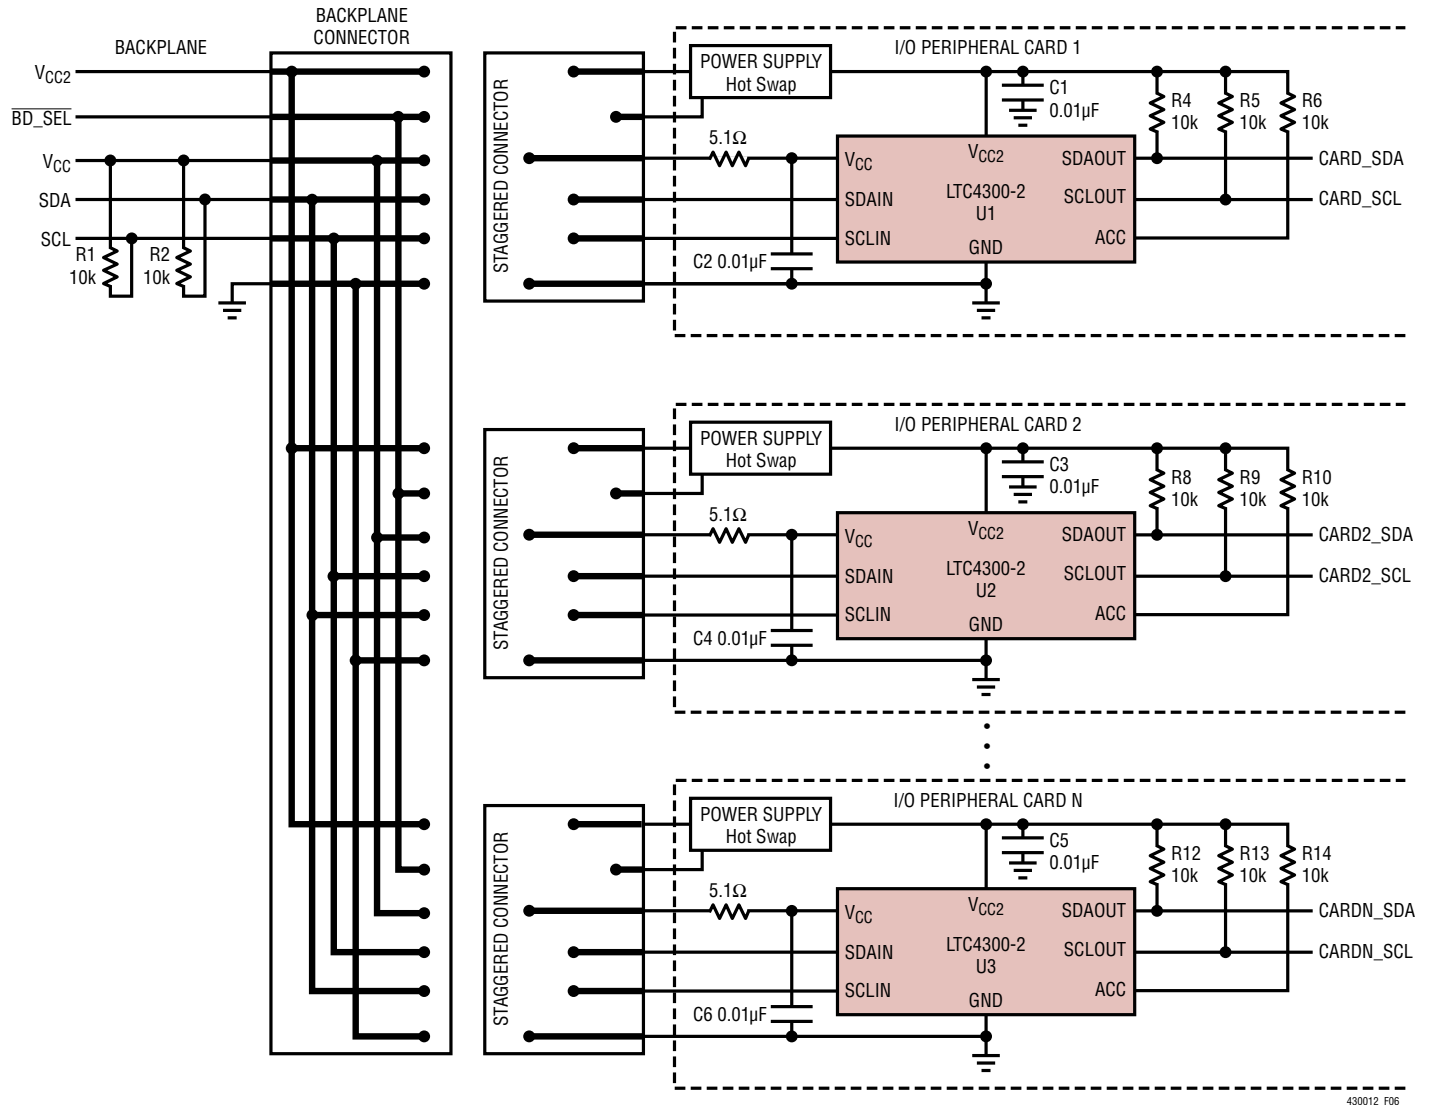 BACKPLANE
BACKPLANE
CONNECTOR
VCC2
BD_SEL
VCC
SDA
SCL
R1
10k
R2
10k
STAGGERED CONNECTOR
I/O PERIPHERAL CARD 1
POWER SUPPLY
Hot Swap
C1
0.01µF
R4
10k
R5
10k
R6
10k
5.1Ω
VCC
VCC2
SDAOUT
CARD_SDA
SDAIN
LTC4300-2
U1
SCLOUT
CARD_SCL
SCLIN
GND
ACC
C2 0.01µF
STAGGERED CONNECTOR
I/O PERIPHERAL CARD 2
POWER SUPPLY
Hot Swap
C3
0.01µF
R8
10k
R9
10k
R10
10k
5.1Ω
VCC
VCC2
SDAOUT
CARD2_SDA
SDAIN
LTC4300-2
U2
SCLOUT
CARD2_SCL
SCLIN
GND
ACC
C4 0.01µF
STAGGERED CONNECTOR
I/O PERIPHERAL CARD N
POWER SUPPLY
Hot Swap
C5
0.01µF
R12
10k
R13
10k
R14
10k
5.1Ω
VCC
VCC2
SDAOUT
CARDN_SDA
SDAIN
LTC4300-2
U3
SCLOUT
CARDN_SCL
SCLIN
GND
ACC
C6 0.01µF
430012 F06